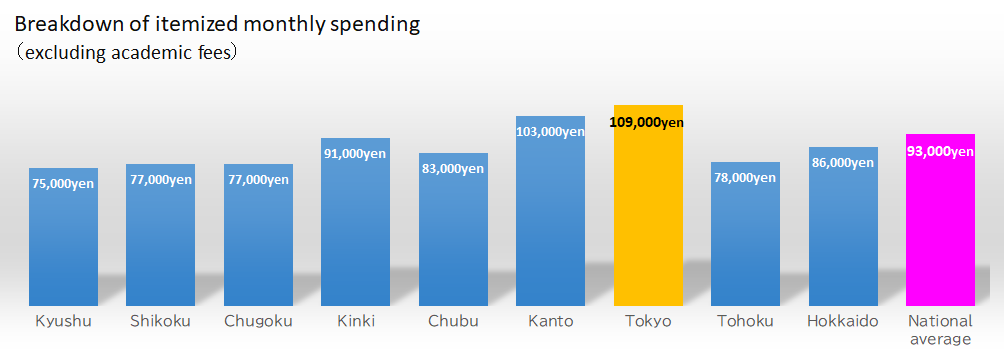 Breakdown of itemized monthly spending
（excluding academic fees）
75,000yen
77,000yen
77,000yen
91,000yen
83,000yen
103,000yen
109,000yen
78,000yen
86,000yen
93,000yen
Kyushu
Shikoku
Chugoku
Kinki
Chubu
Kanto
Tokyo
Tohoku
Hokkaido
National
average